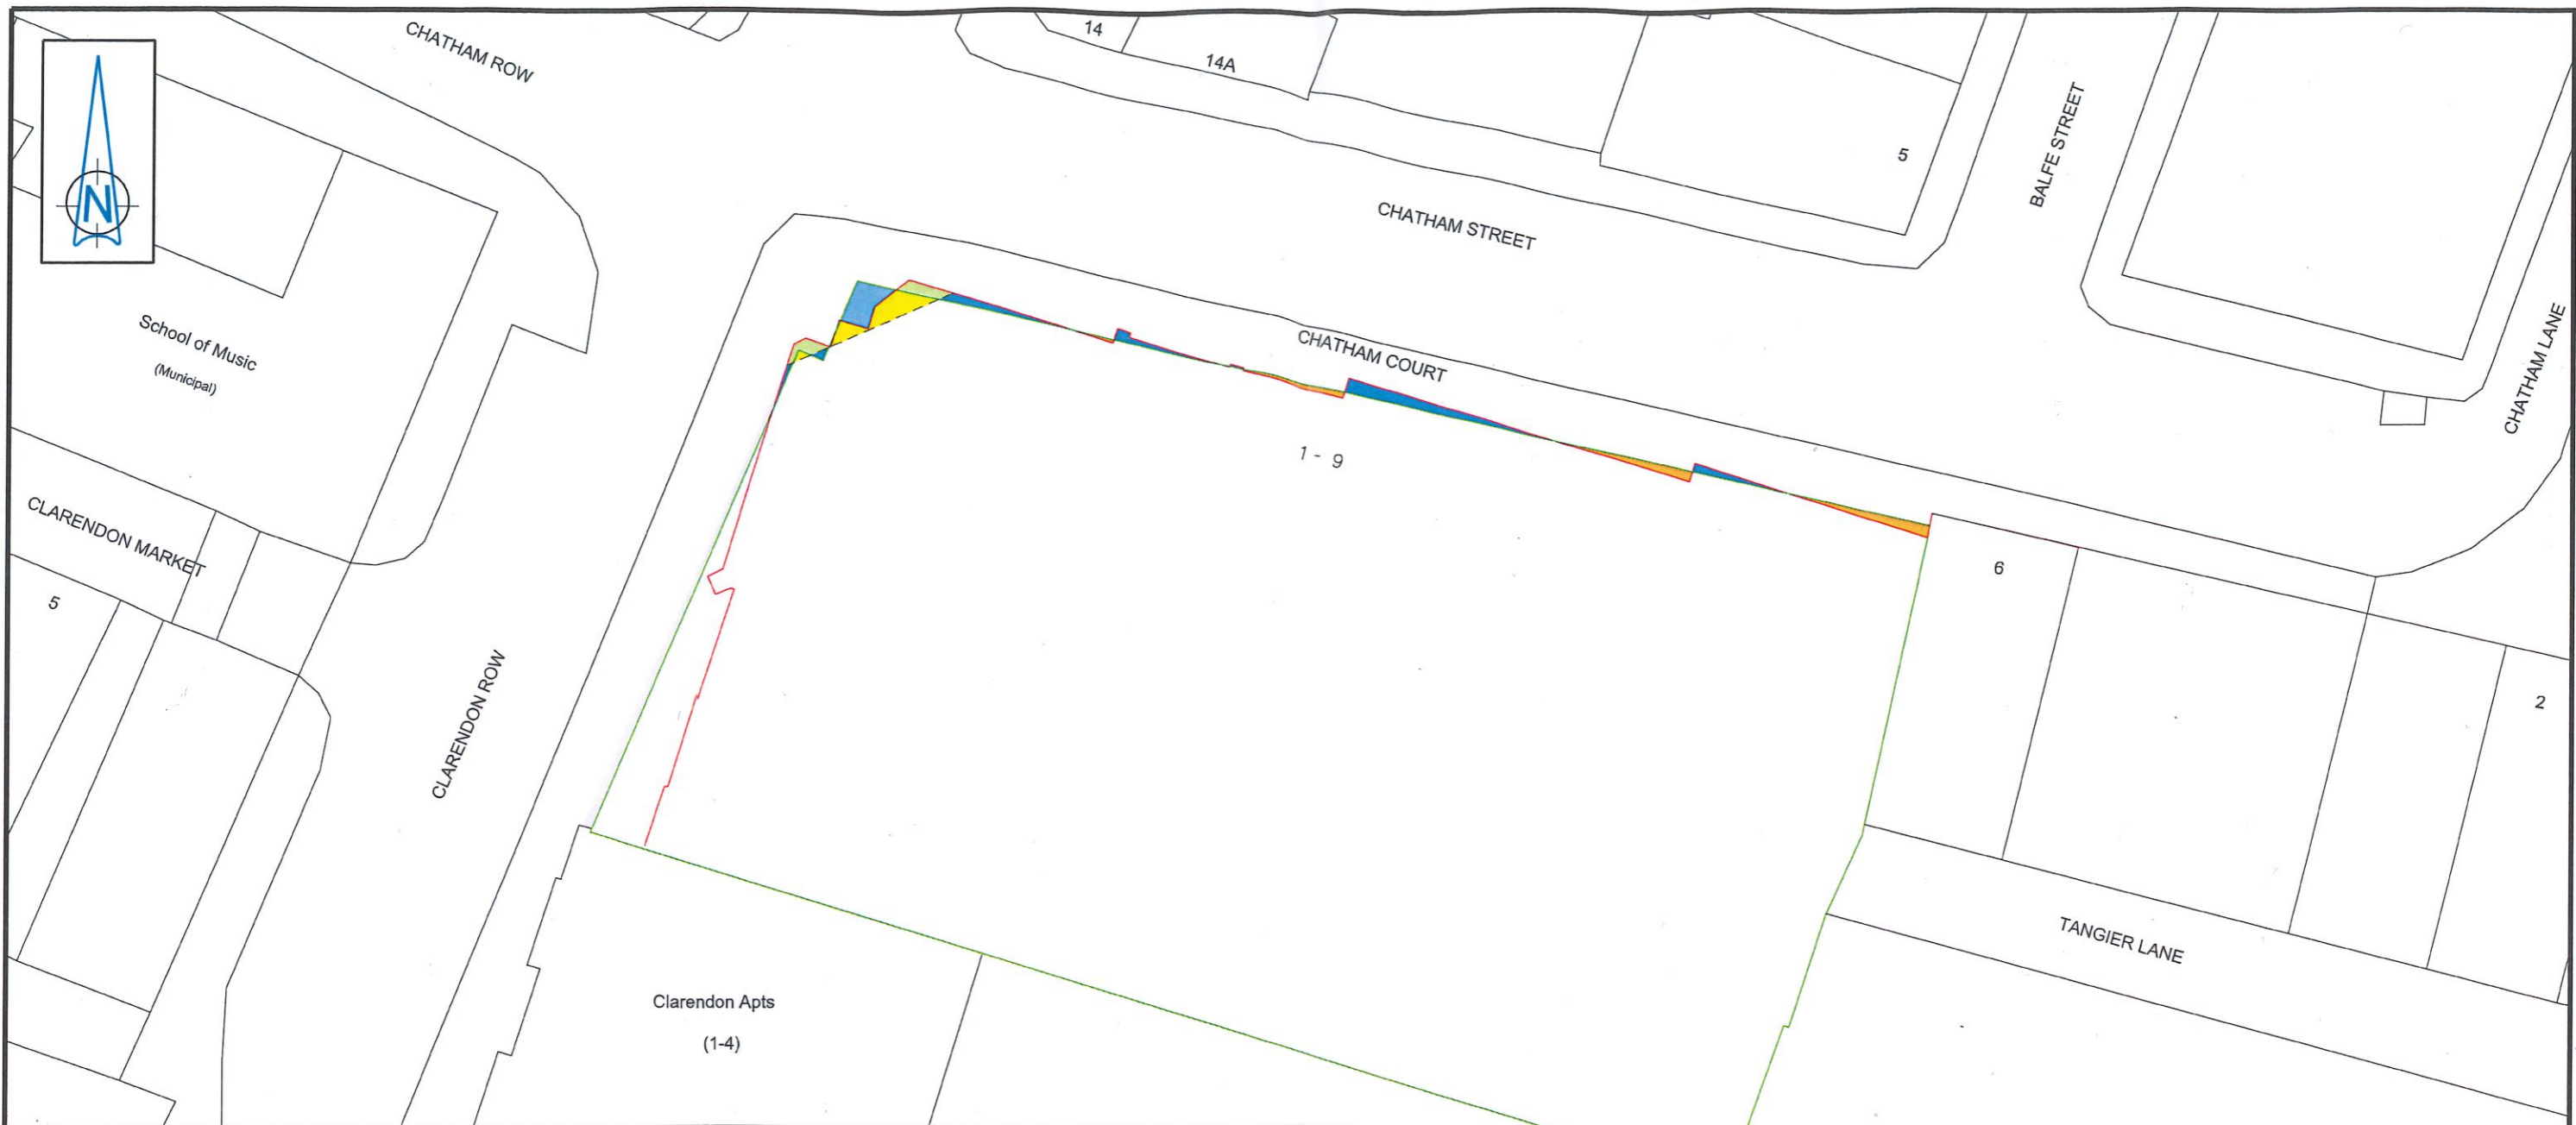 CHATHAM ROW
14
14A
5
BALFE STREET
N
CHATHAM STREET
School of Music
(Municipal)
CHATHAM COURT
CHATHAM LANE
1 - 9
CLARENDON MARKET
5
6
2
CLARENDON ROW
TANGIER LANE
Clarendon Apts
(1-4)